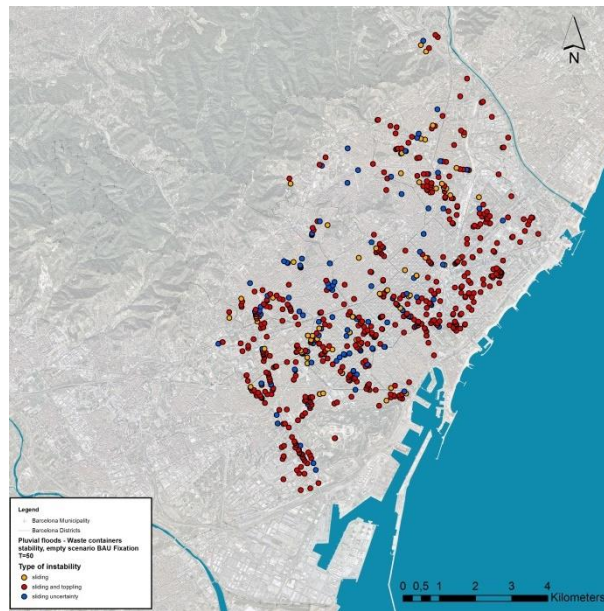 N
Legend
Barcelona Municipality
Barcelona Districts
Pluvial floods - Waste containers
stability, empty scenario BAU Fixation
T=50
Type of instability
sliding
sliding and toppling
sliding uncertainty
0 0,5 1 2 3 4
Kilometers